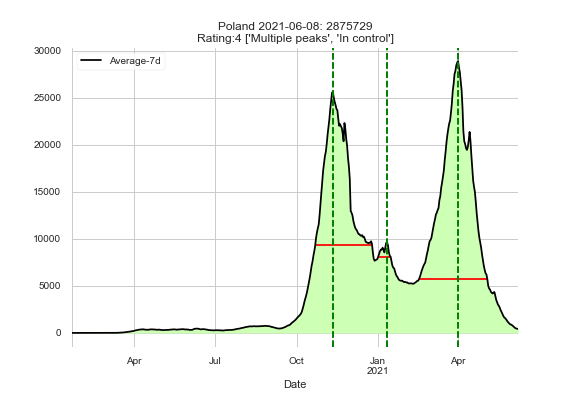 Poland 2021-06-08: 2875729
Rating:4 ['Multiple peaks', 'In control']
Average-7d
30000
25000
20000
15000
10000
5000
0
Apr
Jul
Oct
Jan
2021
Apr
Date